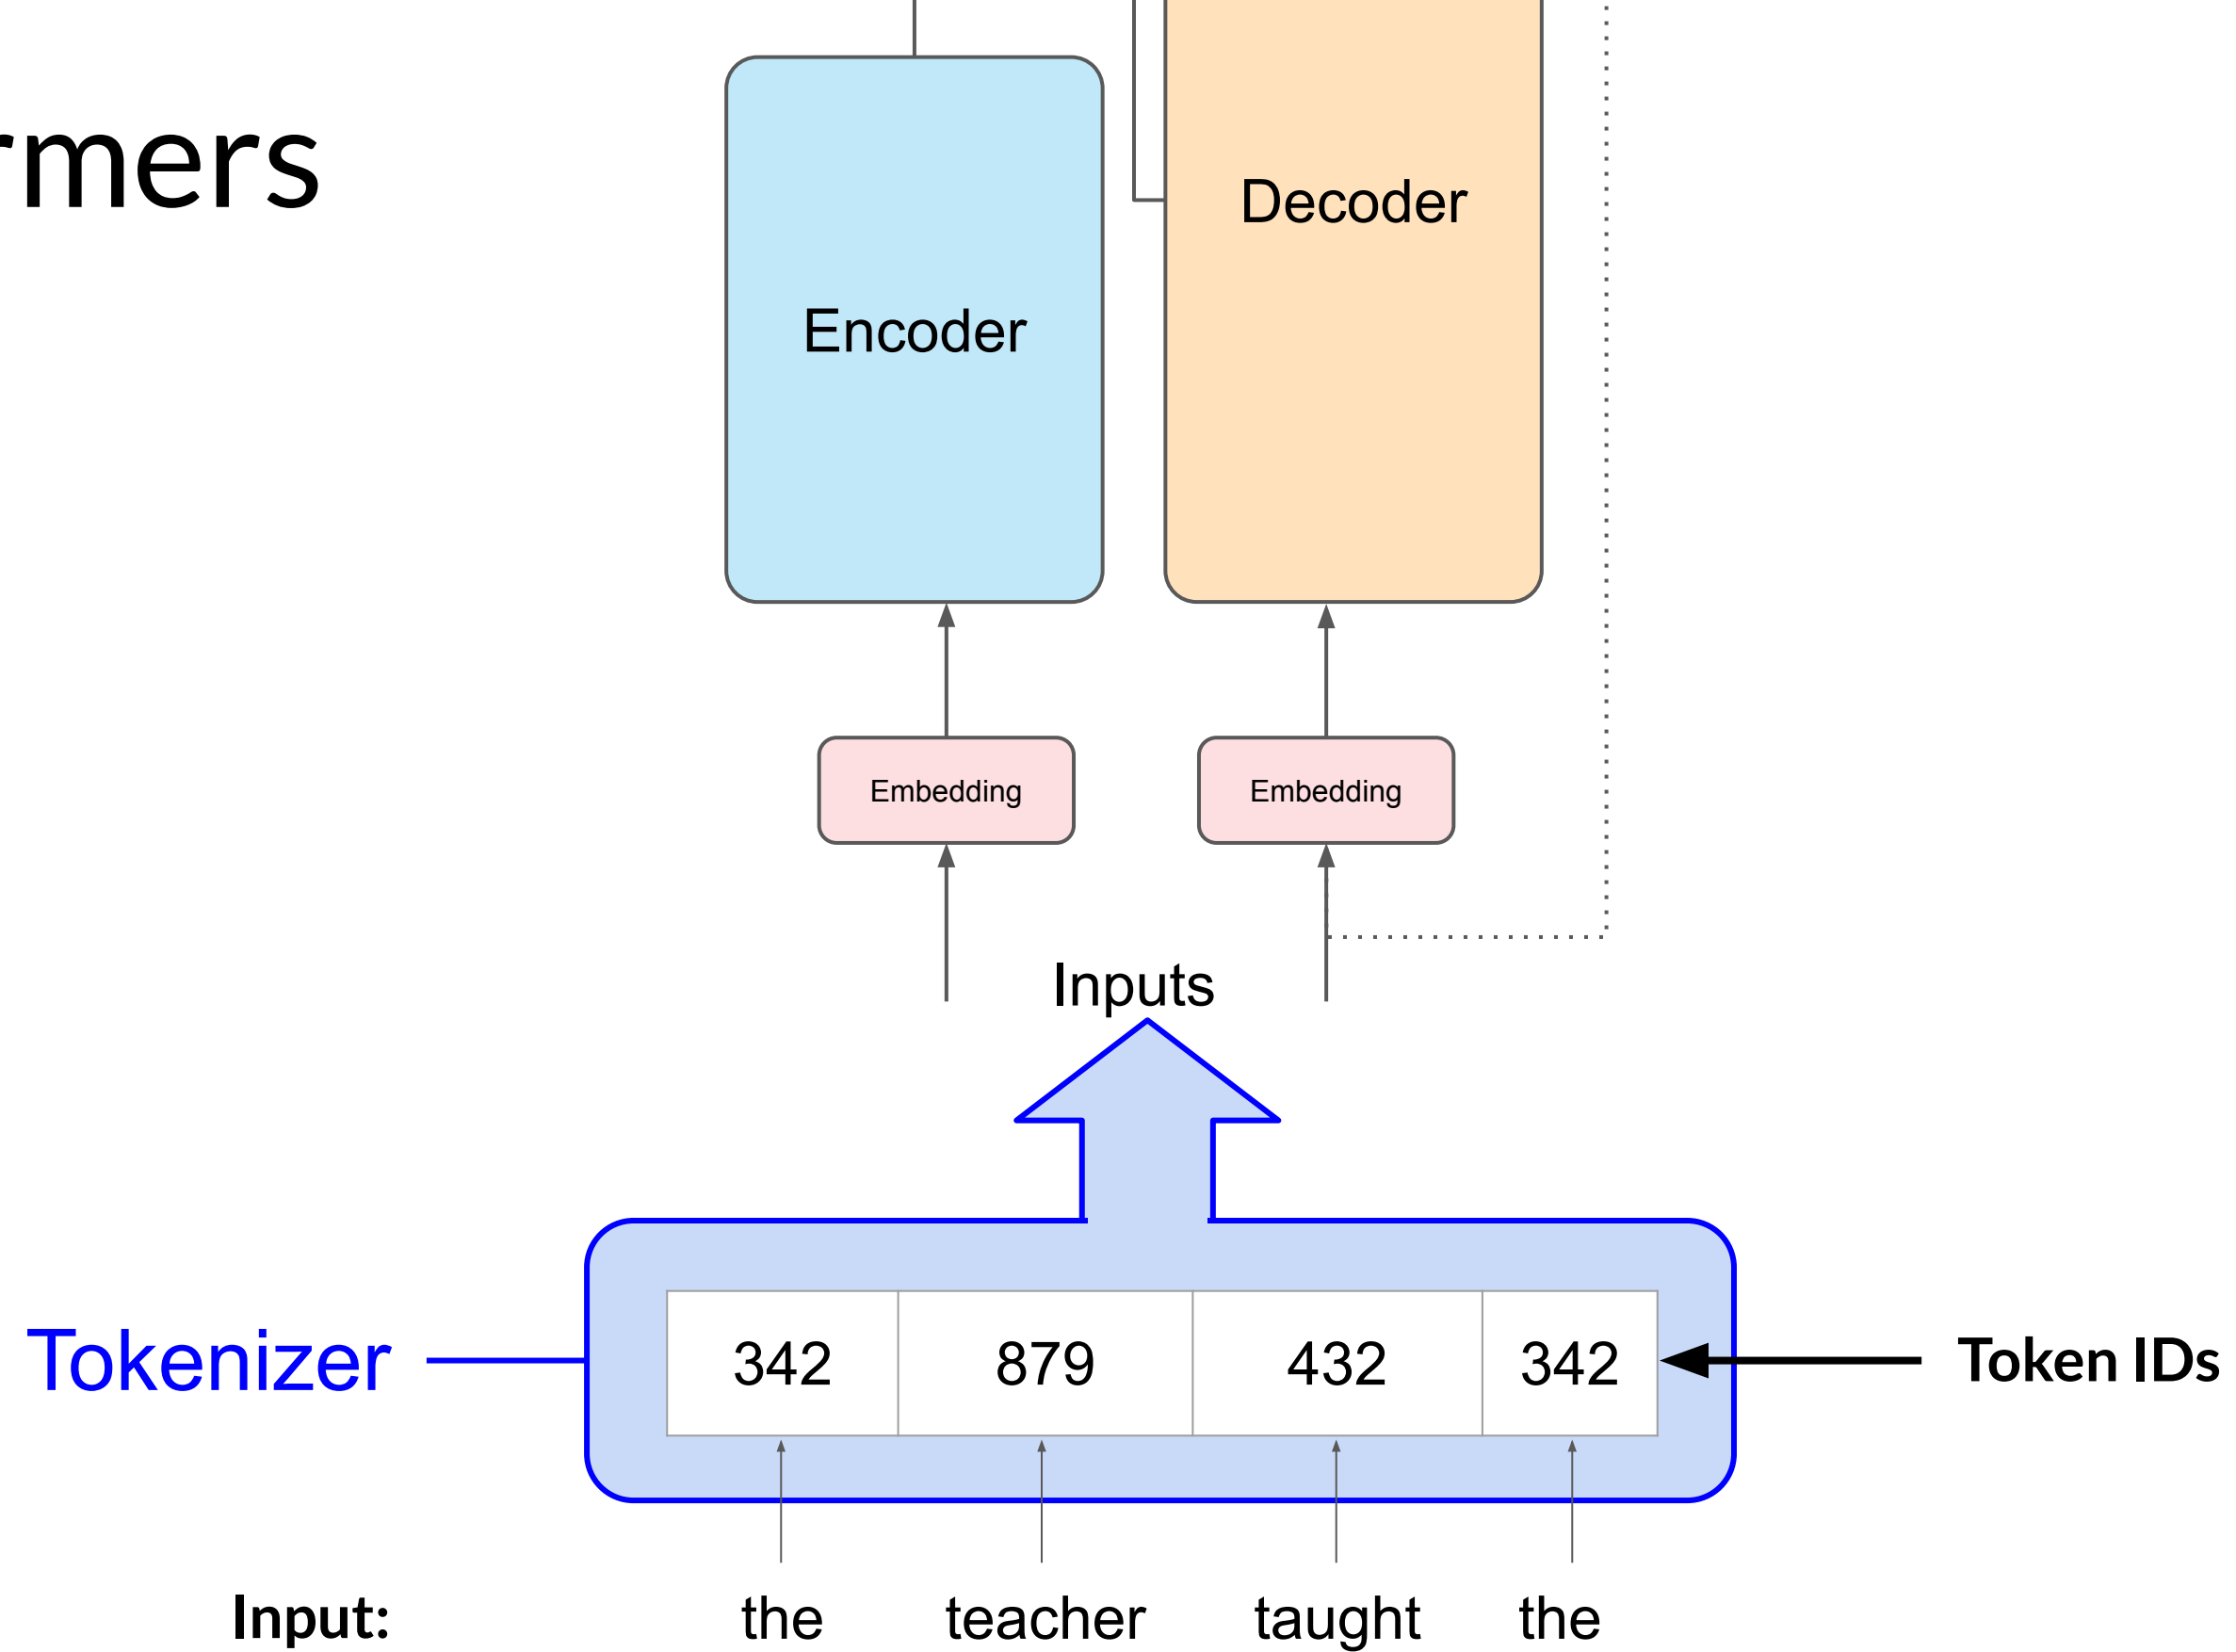 rmers
Decoder
Encoder
Embedding Embedding
Inputs
Tokenizer 342 879 432 342 Token IDs
Input: the teacher taught the